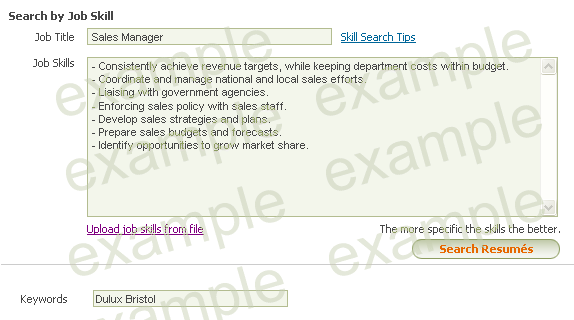 Search by Job Skill
Job Title Sales Manager Skill Search Tips
Job Skills - Consistently achieve revenue targets, while keeping department costs within budget.
- Coordinate and manage national and local sales efforts
- Liaising with government agencies.
- Enforcing sales policy with sales staff.
- Develop sales strategies and plans.
- Prepare sales budgets and forecasts.
- Identify opportunities to grow market share.
Upload job skills from file The more specific the skills the better.
Search Resumés
Keywords Dulux Bristol
example
example
example
example
example
example
example
example